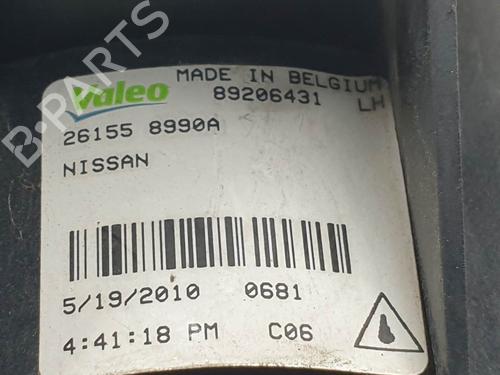 Valeo
MADE IN BELGIUM
89206431 LH
26155 8990A
NISSAN
5/19/2010 0681
4:41:18 PM C06
B-PARTS